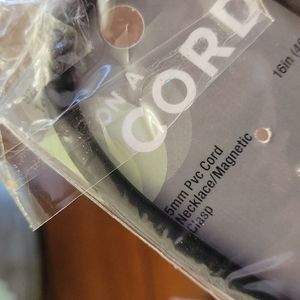 ON A
CORD
16in (4
5mm Pvc Cord
Necklace/Magnetic
Clasp